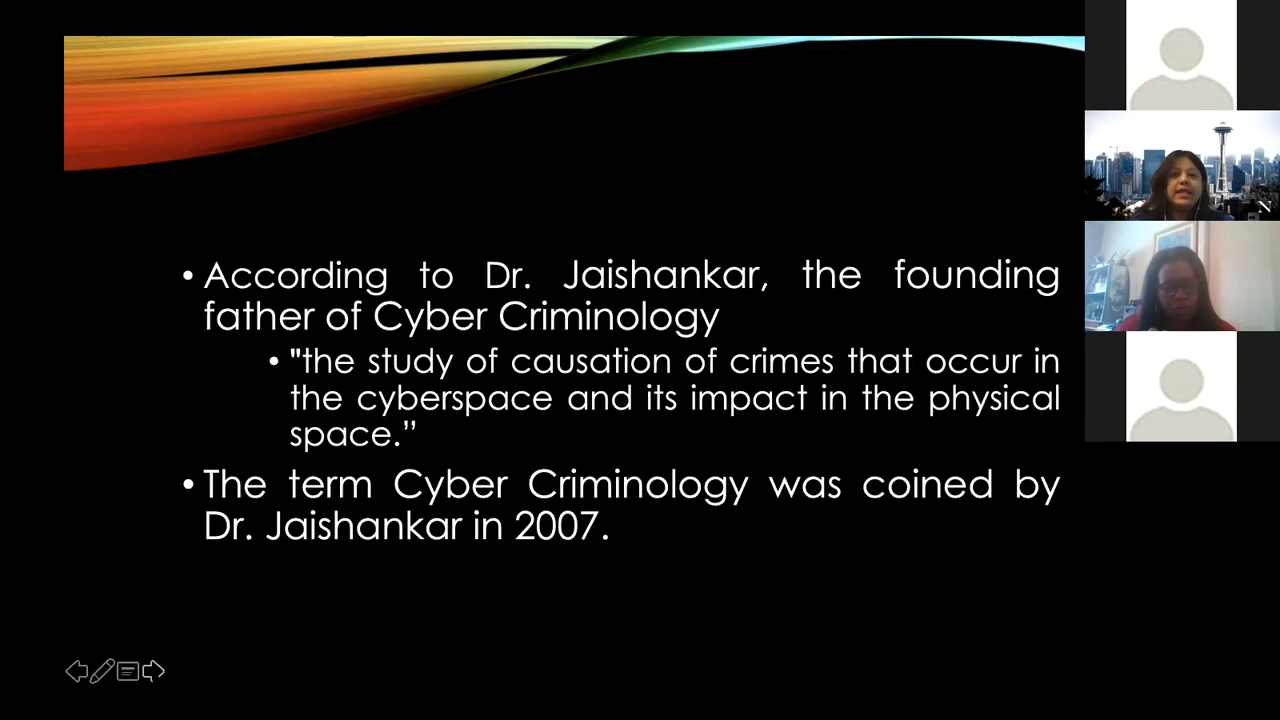 • According to Dr. Jaishankar, the founding
father of Cyber Criminology
• "the study of causation of crimes that occur in
the cyberspace and its impact in the physical
space.”
• The term Cyber Criminology was coined by
Dr. Jaishankar in 2007.
N